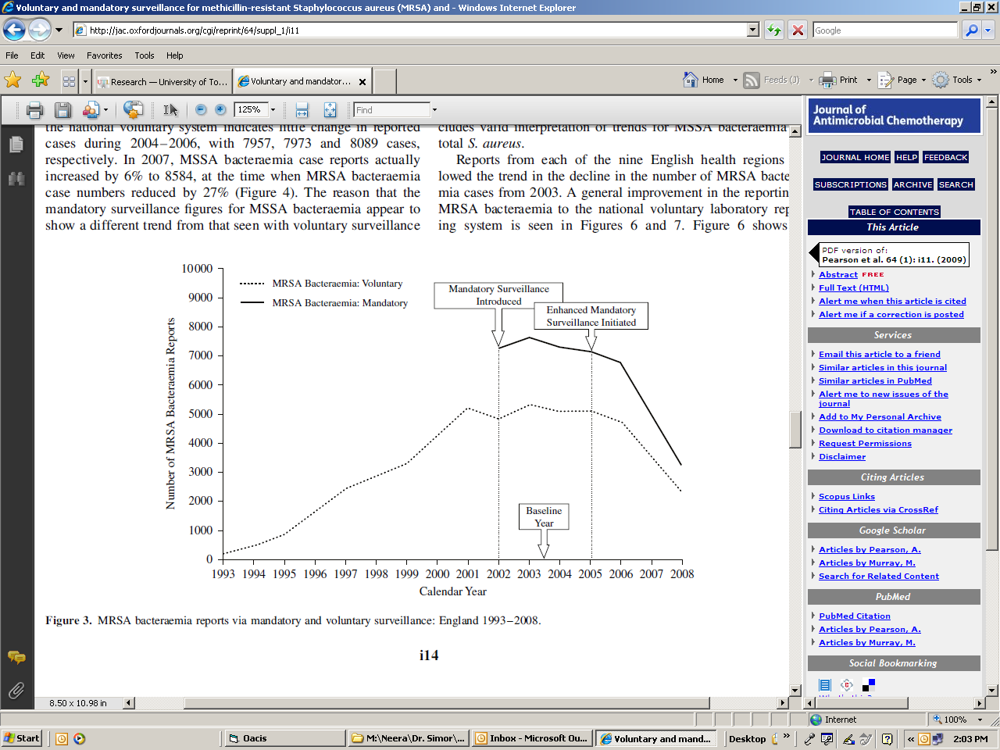 Voluntary and mandatory surveillance for methicillin-resistant Staphylococcus aureus (MRSA) and - Windows Internet Explorer
http://jac.oxfordjournals.org/cgi/reprint/64/suppl_1/i11
Google
File Edit View Favorites Tools Help
Research — University of To...
Voluntary and mandator...
Home
Feeds (J)
Print
Page
Tools
125%
Find
the national voluntary system indicates little change in reported
cases during 2004–2006, with 7957, 7973 and 8089 cases,
respectively. In 2007, MSSA bacteraemia case reports actually
increased by 6% to 8584, at the time when MRSA bacteraemia
case numbers reduced by 27% (Figure 4). The reason that the
mandatory surveillance figures for MSSA bacteraemia appear to
show a different trend from that seen with voluntary surveillance
cludes valid interpretation of trends for MSSA bacteraemia
total S. aureus.
Reports from each of the nine English health regions
lowed the trend in the decline in the number of MRSA bacte
mia cases from 2003. A general improvement in the reportin
MRSA bacteraemia to the national voluntary laboratory rep
ing system is seen in Figures 6 and 7. Figure 6 shows
MRSA Bacteraemia: Voluntary
MRSA Bacteraemia: Mandatory
Mandatory Surveillance
Introduced
Enhanced Mandatory
Surveillance Initiated
Baseline
Year
Number of MRSA Bacteraemia Reports
10000
9000
8000
7000
6000
5000
4000
3000
2000
1000
0
1993 1994 1995 1996 1997 1998 1999 2000 2001 2002 2003 2004 2005 2006 2007 2008
Calendar Year
Figure 3. MRSA bacteraemia reports via mandatory and voluntary surveillance: England 1993–2008.
i14
8.50 x 10.98 in
Journal of
Antimicrobial Chemotherapy
JOURNAL HOME HELP FEEDBACK
SUBSCRIPTIONS ARCHIVE SEARCH
TABLE OF CONTENTS
This Article
PDF version of:
Pearson et al. 64 (1): i11. (2009)
Abstract FREE
Full Text (HTML)
Alert me when this article is cited
Alert me if a correction is posted
Services
Email this article to a friend
Similar articles in this journal
Similar articles in PubMed
Alert me to new issues of the
journal
Add to My Personal Archive
Download to citation manager
Request Permissions
Disclaimer
Citing Articles
Scopus Links
Citing Articles via CrossRef
Google Scholar
Articles by Pearson, A.
Articles by Murray, M.
Search for Related Content
PubMed
PubMed Citation
Articles by Pearson, A.
Articles by Murray, M.
Social Bookmarking
Internet
100%
Start
Oacis
M:\Neera\Dr. Simor\...
Inbox - Microsoft Ou...
Voluntary and mand...
Desktop
2:03 PM